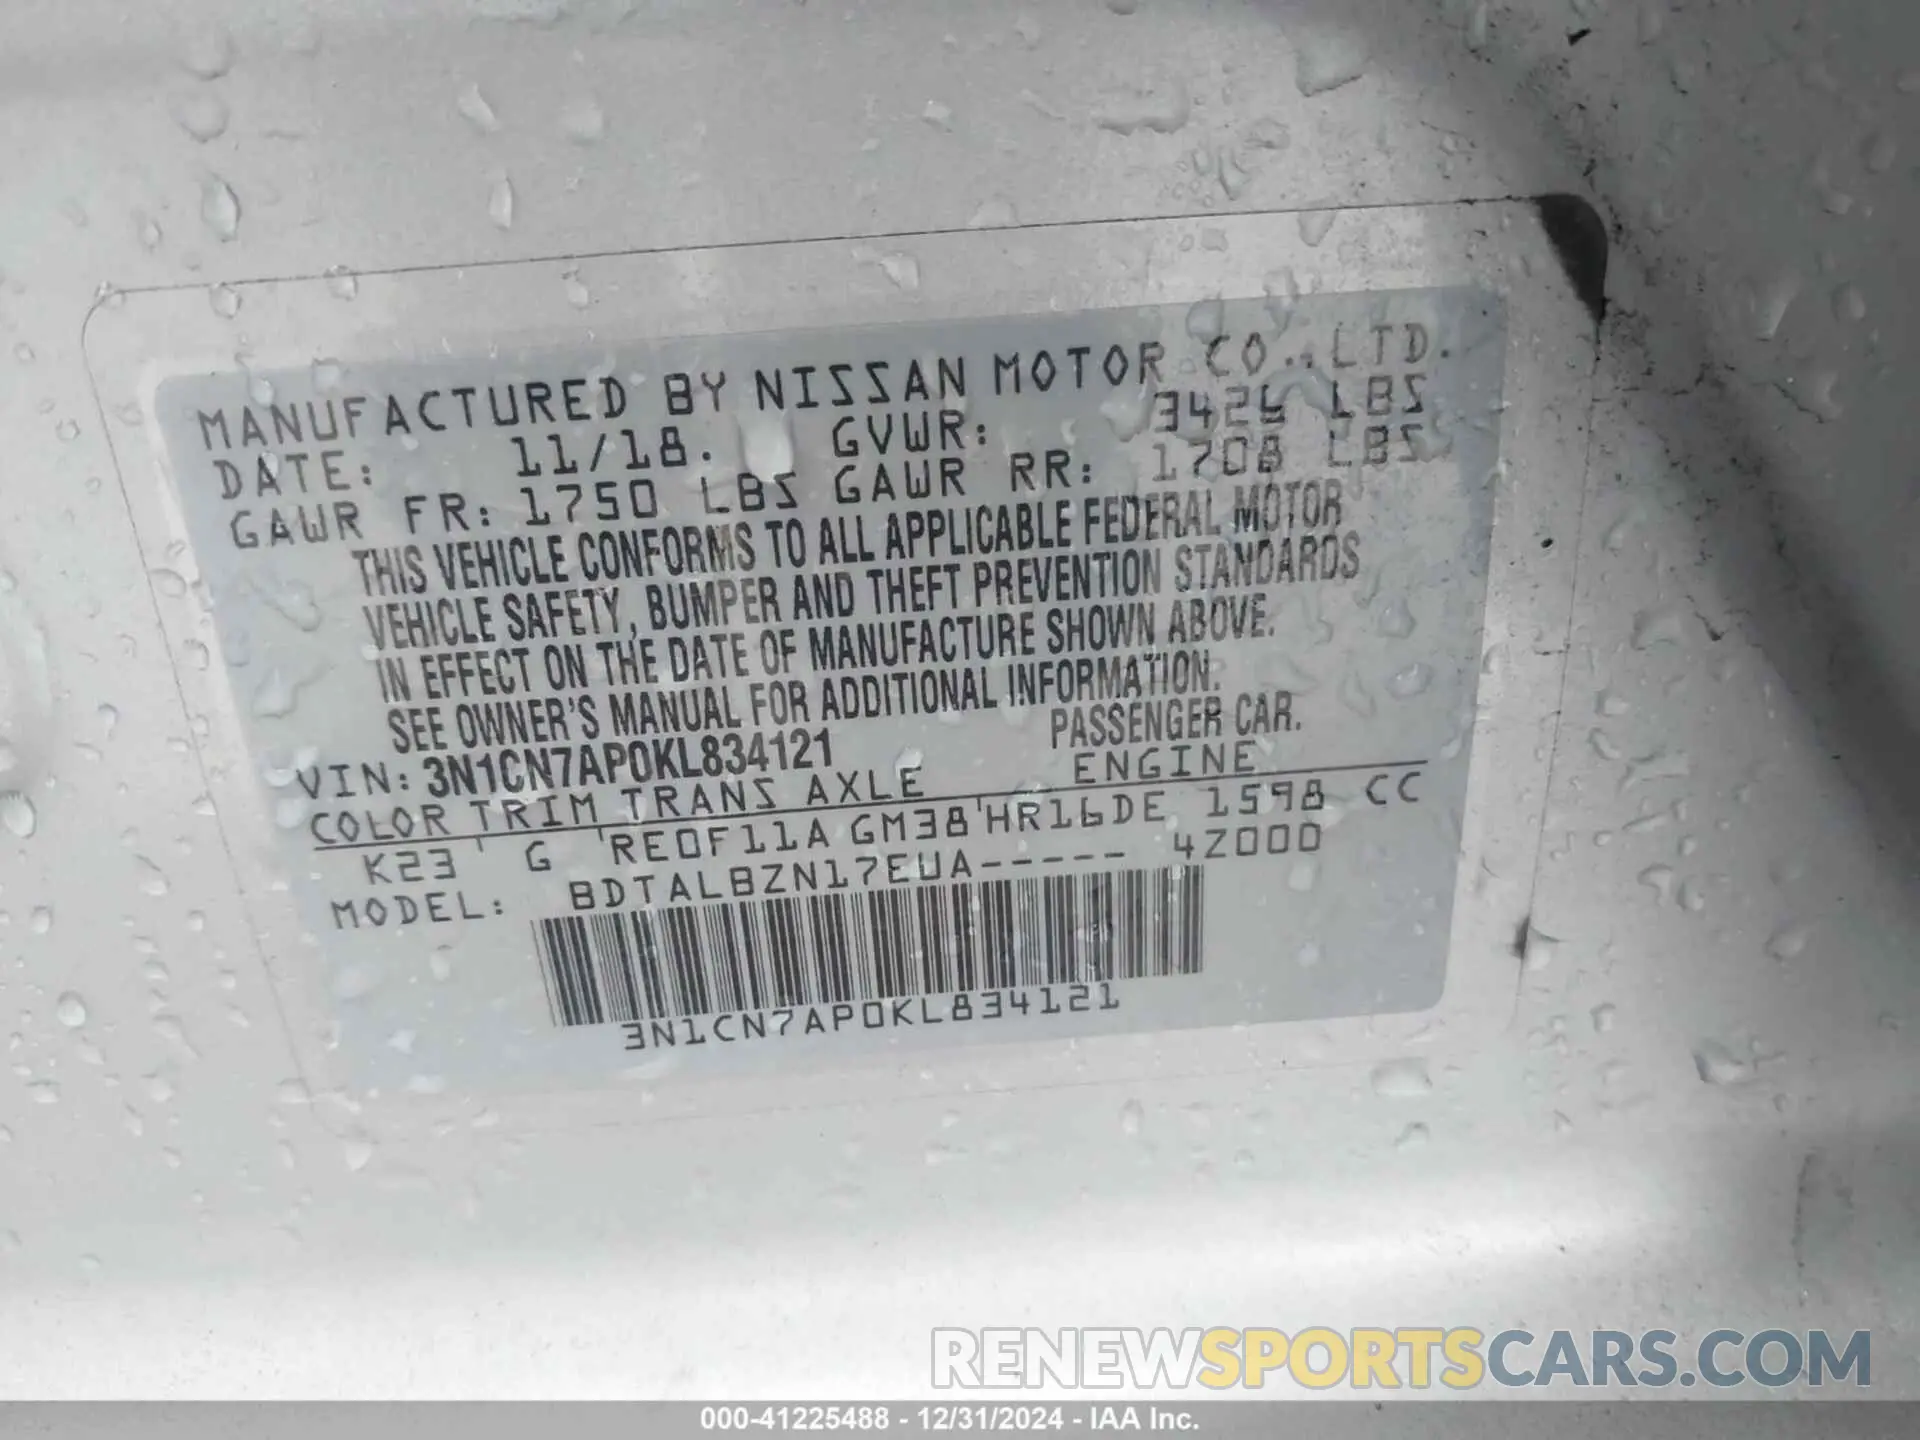 MANUFACTURED BY NISSAN MOTOR CO., LTD.
DATE: 11/18. GVWR: 3426 LBS
GAWR FR: 1750 LBS GAWR RR: 1708 LBS
THIS VEHICLE CONFORMS TO ALL APPLICABLE FEDERAL MOTOR
VEHICLE SAFETY, BUMPER AND THEFT PREVENTION STANDARDS
IN EFFECT ON THE DATE OF MANUFACTURE SHOWN ABOVE.
SEE OWNER'S MANUAL FOR ADDITIONAL INFORMATION.
VIN: 3N1CN7AP0KL834121 PASSENGER CAR.
COLOR TRIM TRANS AXLE ENGINE
K23 ' G 'RE0F11A GM38'HR16DE 1598 CC
MODEL: BDTALBZN17EUA----- 4Z000
3N1CN7AP0KL834121
RENEWSPORTSCARS.COM
000-41225488 - 12/31/2024 - IAA Inc.